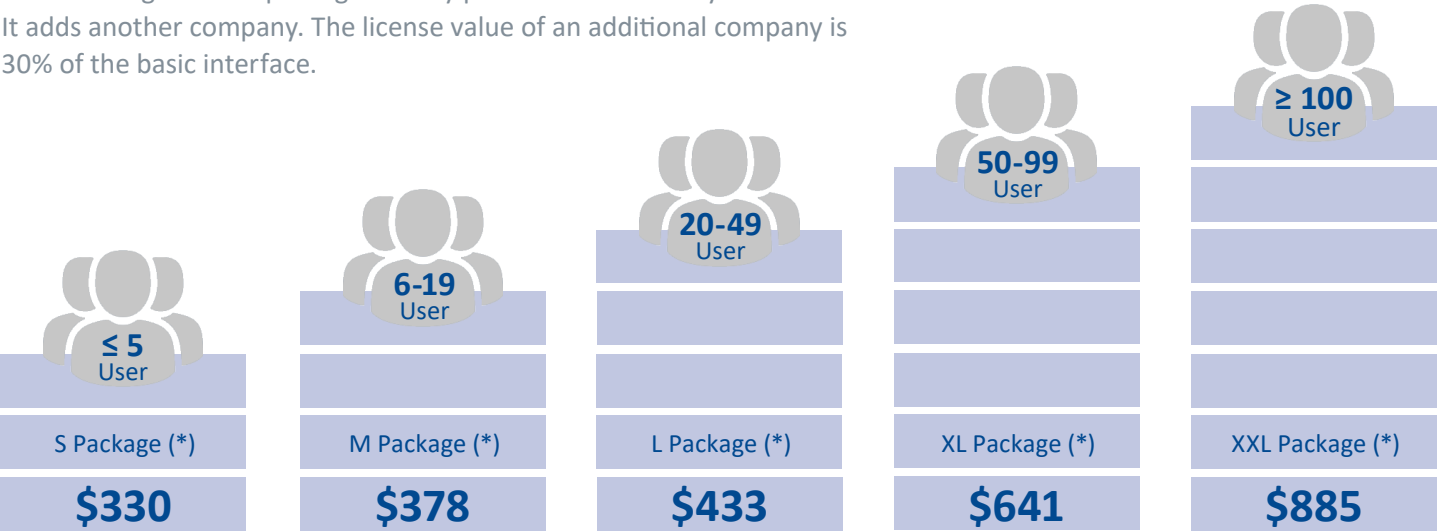 It adds another company. The license value of an additional company is
30% of the basic interface.
≤ 5
User
6-19
User
20-49
User
50-99
User
≥ 100
User
S Package (*)
M Package (*)
L Package (*)
XL Package (*)
XXL Package (*)
$330
$378
$433
$641
$885